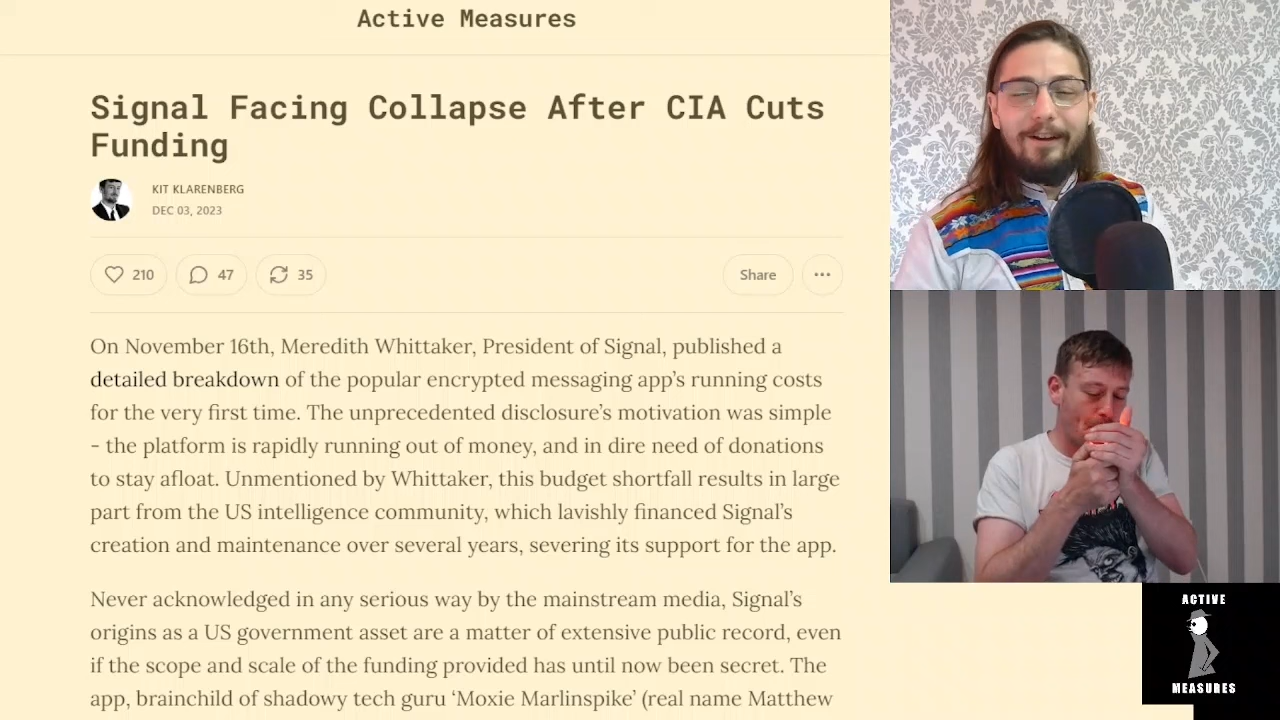 Active Measures
Signal Facing Collapse After CIA Cuts
Funding
KIT KLARENBERG
DEC 03, 2023
210
47
35
Share
On November 16th, Meredith Whittaker, President of Signal, published a
detailed breakdown of the popular encrypted messaging app’s running costs
for the very first time. The unprecedented disclosure’s motivation was simple
- the platform is rapidly running out of money, and in dire need of donations
to stay afloat. Unmentioned by Whittaker, this budget shortfall results in large
part from the US intelligence community, which lavishly financed Signal’s
creation and maintenance over several years, severing its support for the app.
Never acknowledged in any serious way by the mainstream media, Signal’s
origins as a US government asset are a matter of extensive public record, even
if the scope and scale of the funding provided has until now been secret. The
app, brainchild of shadowy tech guru ‘Moxie Marlinspike’ (real name Matthew
ACTIVE
MEASURES